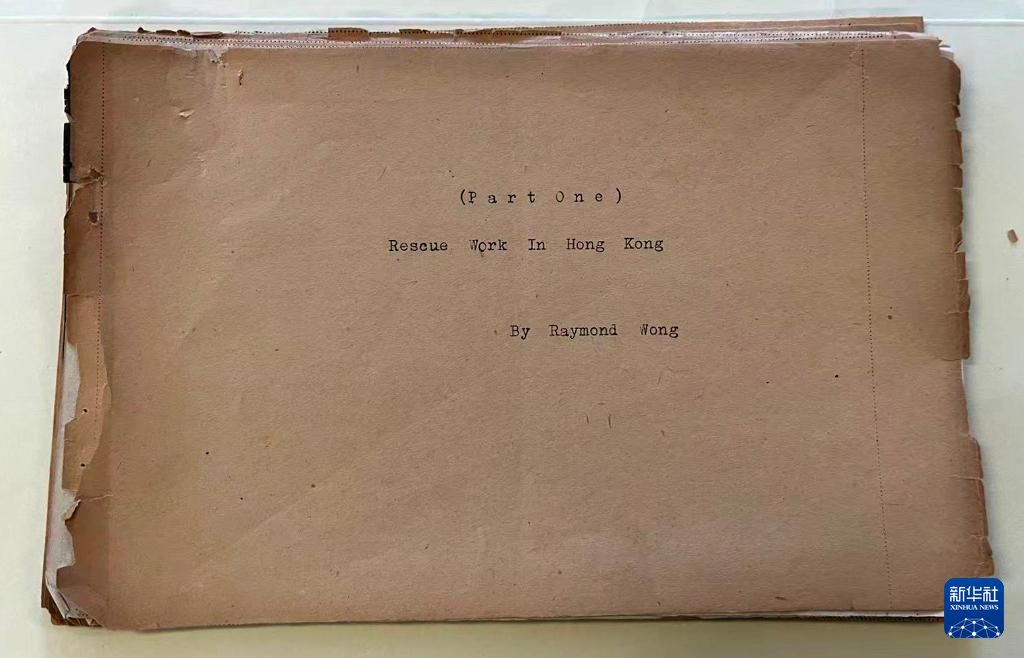 (Part One)
Rescue Work In Hong Kong
By Raymond Wong
新华社
XINHUA NEWS